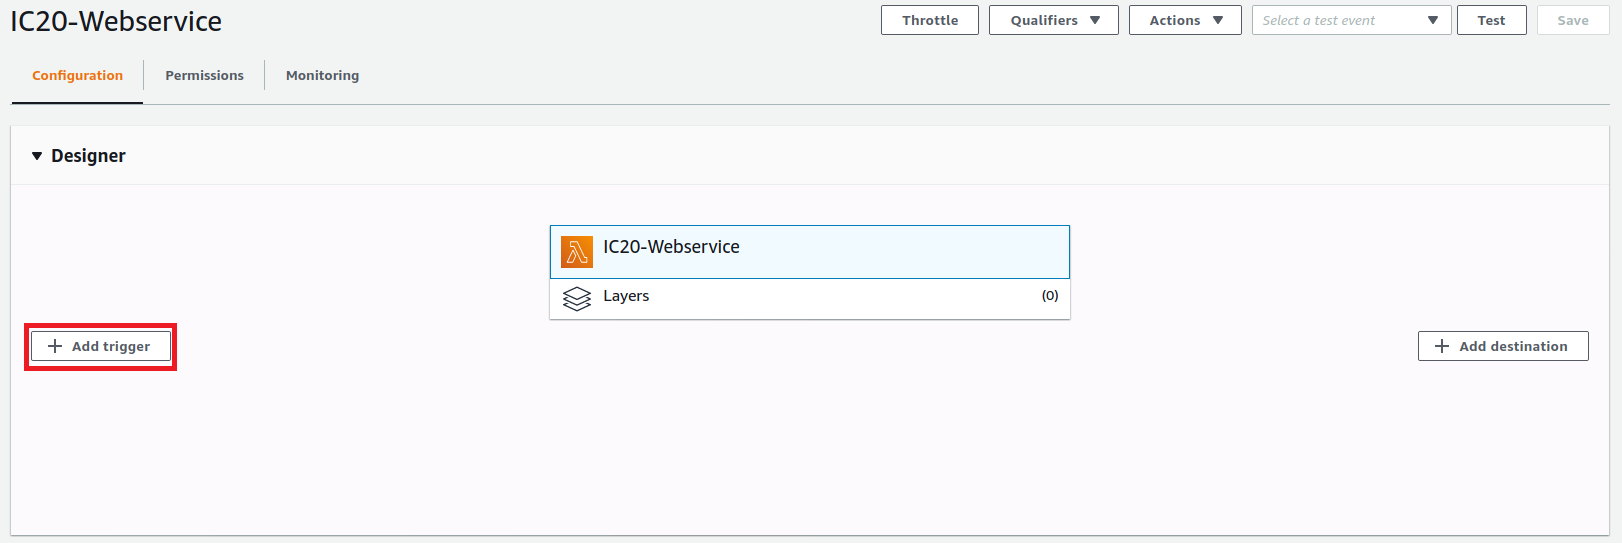 IC20-Webservice
Throttle Qualifiers Actions Select a test event Test Save
Configuration Permissions Monitoring
Designer
IC20-Webservice
Layers (0)
Add trigger Add destination